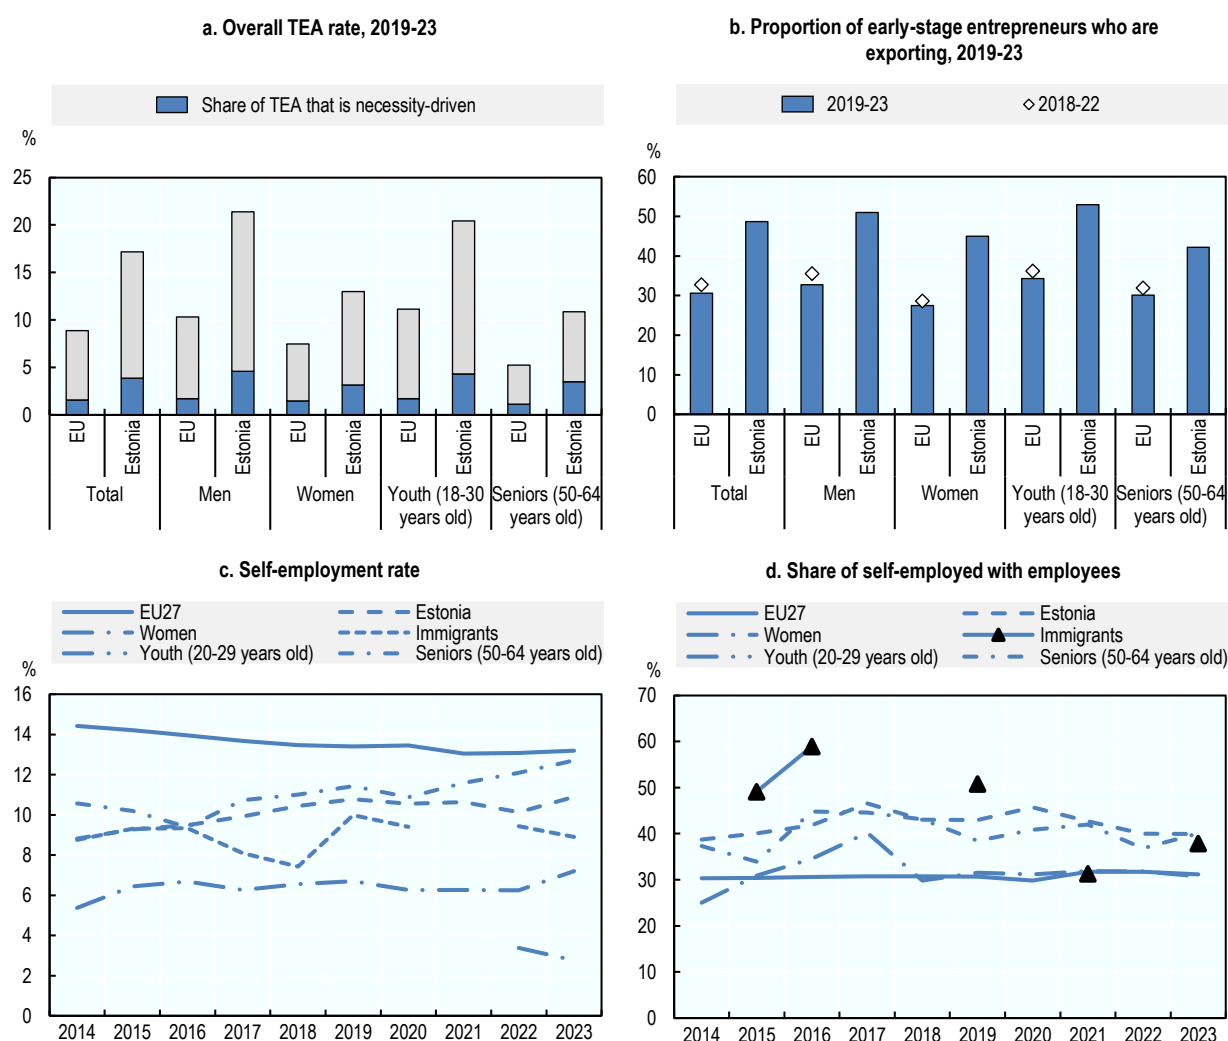 a. Overall TEA rate, 2019-23
Share of TEA that is necessity-driven
%
25
20
15
10
5
0
EU
Estonia
EU
Estonia
EU
Estonia
EU
Estonia
EU
Estonia
Total
Men
Women
Youth (18-30
years old)
Seniors (50-64
years old)
b. Proportion of early-stage entrepreneurs who are
exporting, 2019-23
2019-23
2018-22
%
60
50
40
30
20
10
0
EU
Estonia
EU
Estonia
EU
Estonia
EU
Estonia
EU
Estonia
Total
Men
Women
Youth (18-30
years old)
Seniors (50-64
years old)
c. Self-employment rate
EU27
Estonia
Women
Immigrants
Youth (20-29 years old)
Seniors (50-64 years old)
%
16
14
12
10
8
6
4
2
0
2014 2015 2016 2017 2018 2019 2020 2021 2022 2023
d. Share of self-employed with employees
EU27
Estonia
Women
Immigrants
Youth (20-29 years old)
Seniors (50-64 years old)
%
70
60
50
40
30
20
10
0
2014 2015 2016 2017 2018 2019 2020 2021 2022 2023